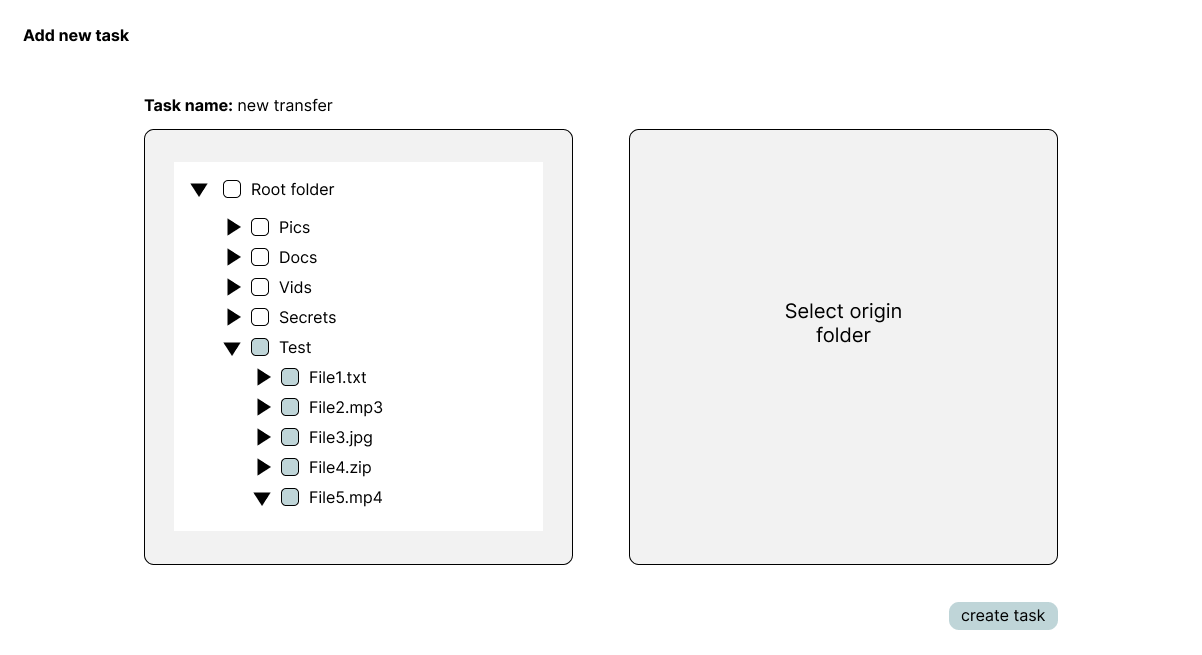 Add new task
Task name: new transfer
Root folder
Pics
Docs
Vids
Secrets
Test
File1.txt
File2.mp3
File3.jpg
File4.zip
File5.mp4
Select origin
folder
create task